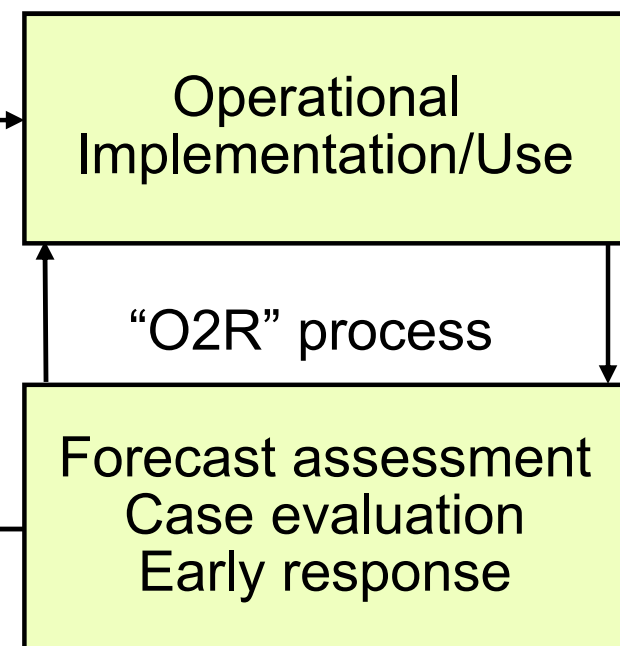 Operational
Implementation/Use
“O2R” process
Forecast assessment
Case evaluation
Early response